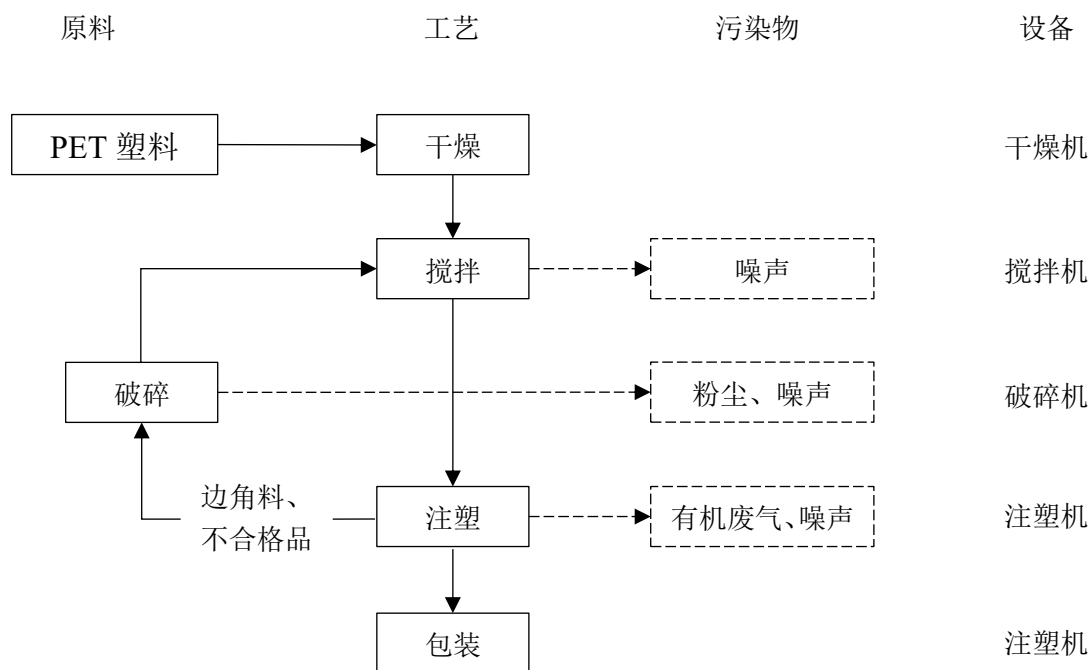 原料 工艺 污染物 设备
PET 塑料 干燥 干燥机
搅拌 噪声 搅拌机
破碎 粉尘、噪声 破碎机
边角料、
不合格品
注塑 有机废气、噪声 注塑机
包装 注塑机